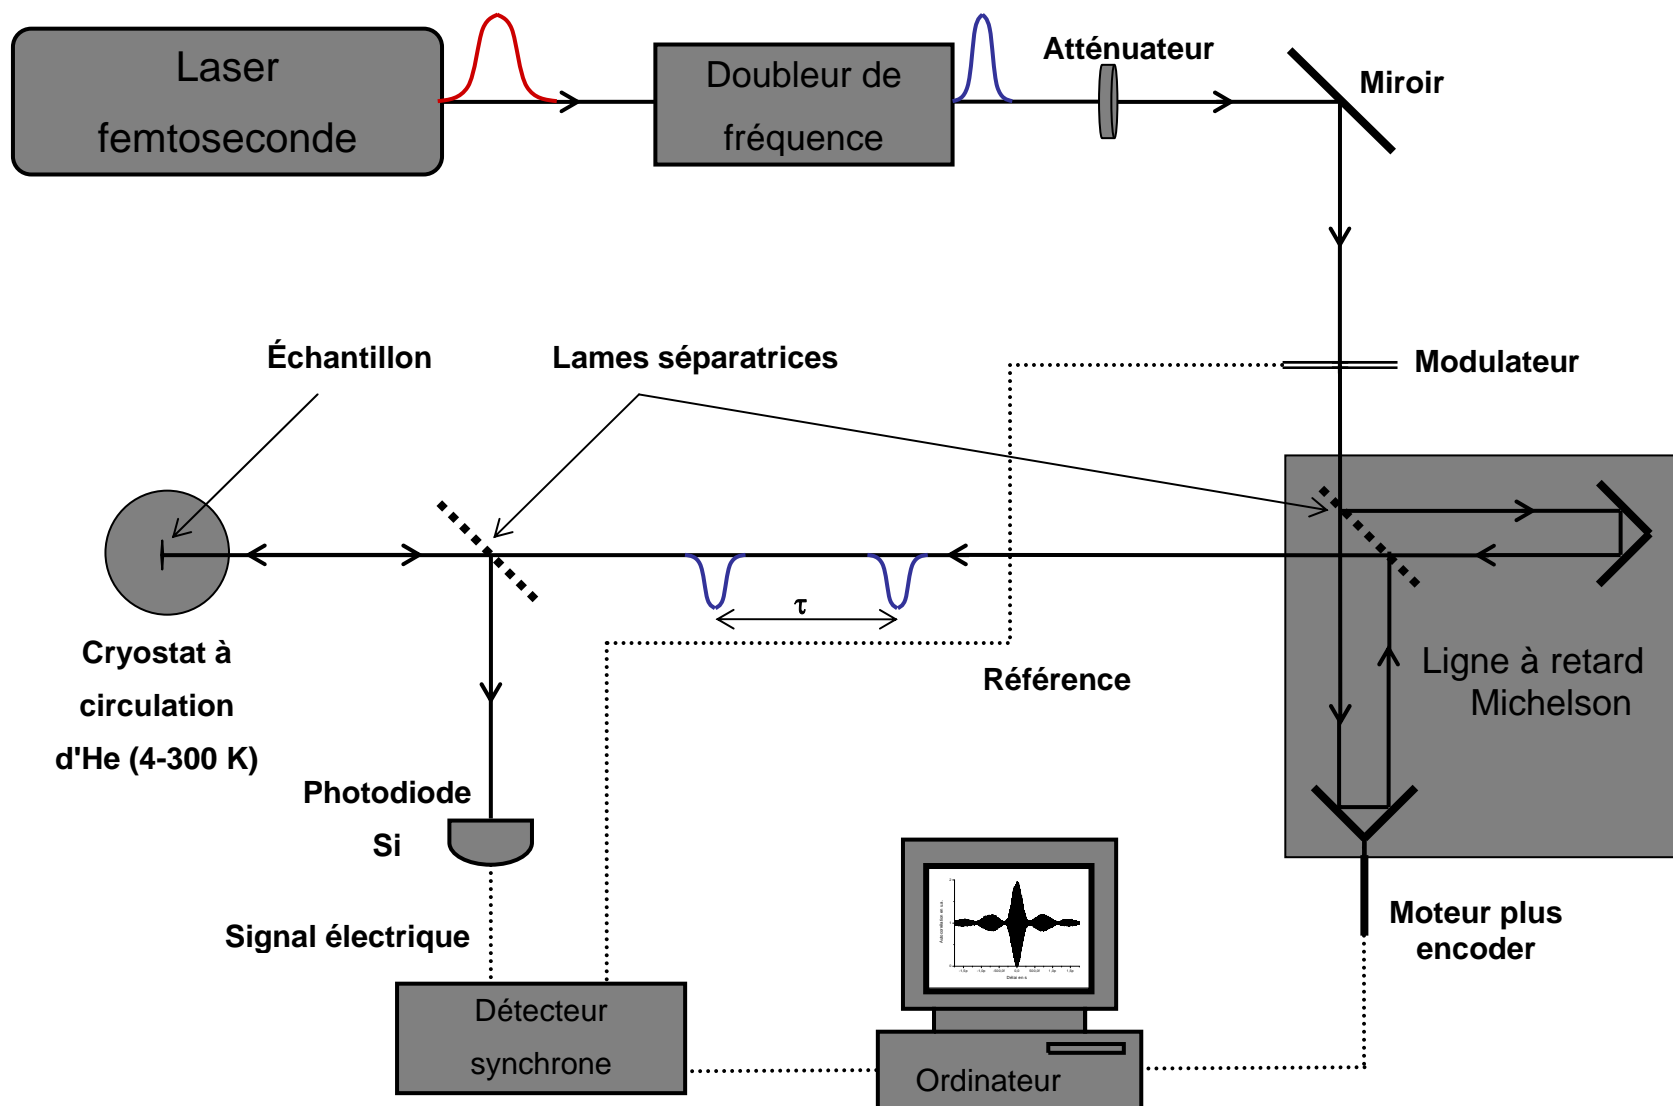 Laser
femtoseconde
Doubleur de
fréquence
Atténuateur
Miroir
Échantillon
Lames séparatrices
Modulateur
τ
Cryostat à
circulation
d'He (4-300 K)
Référence
Ligne à retard
Michelson
Photodiode
Si
Signal électrique
Moteur plus
encoder
Détecteur
synchrone
Ordinateur